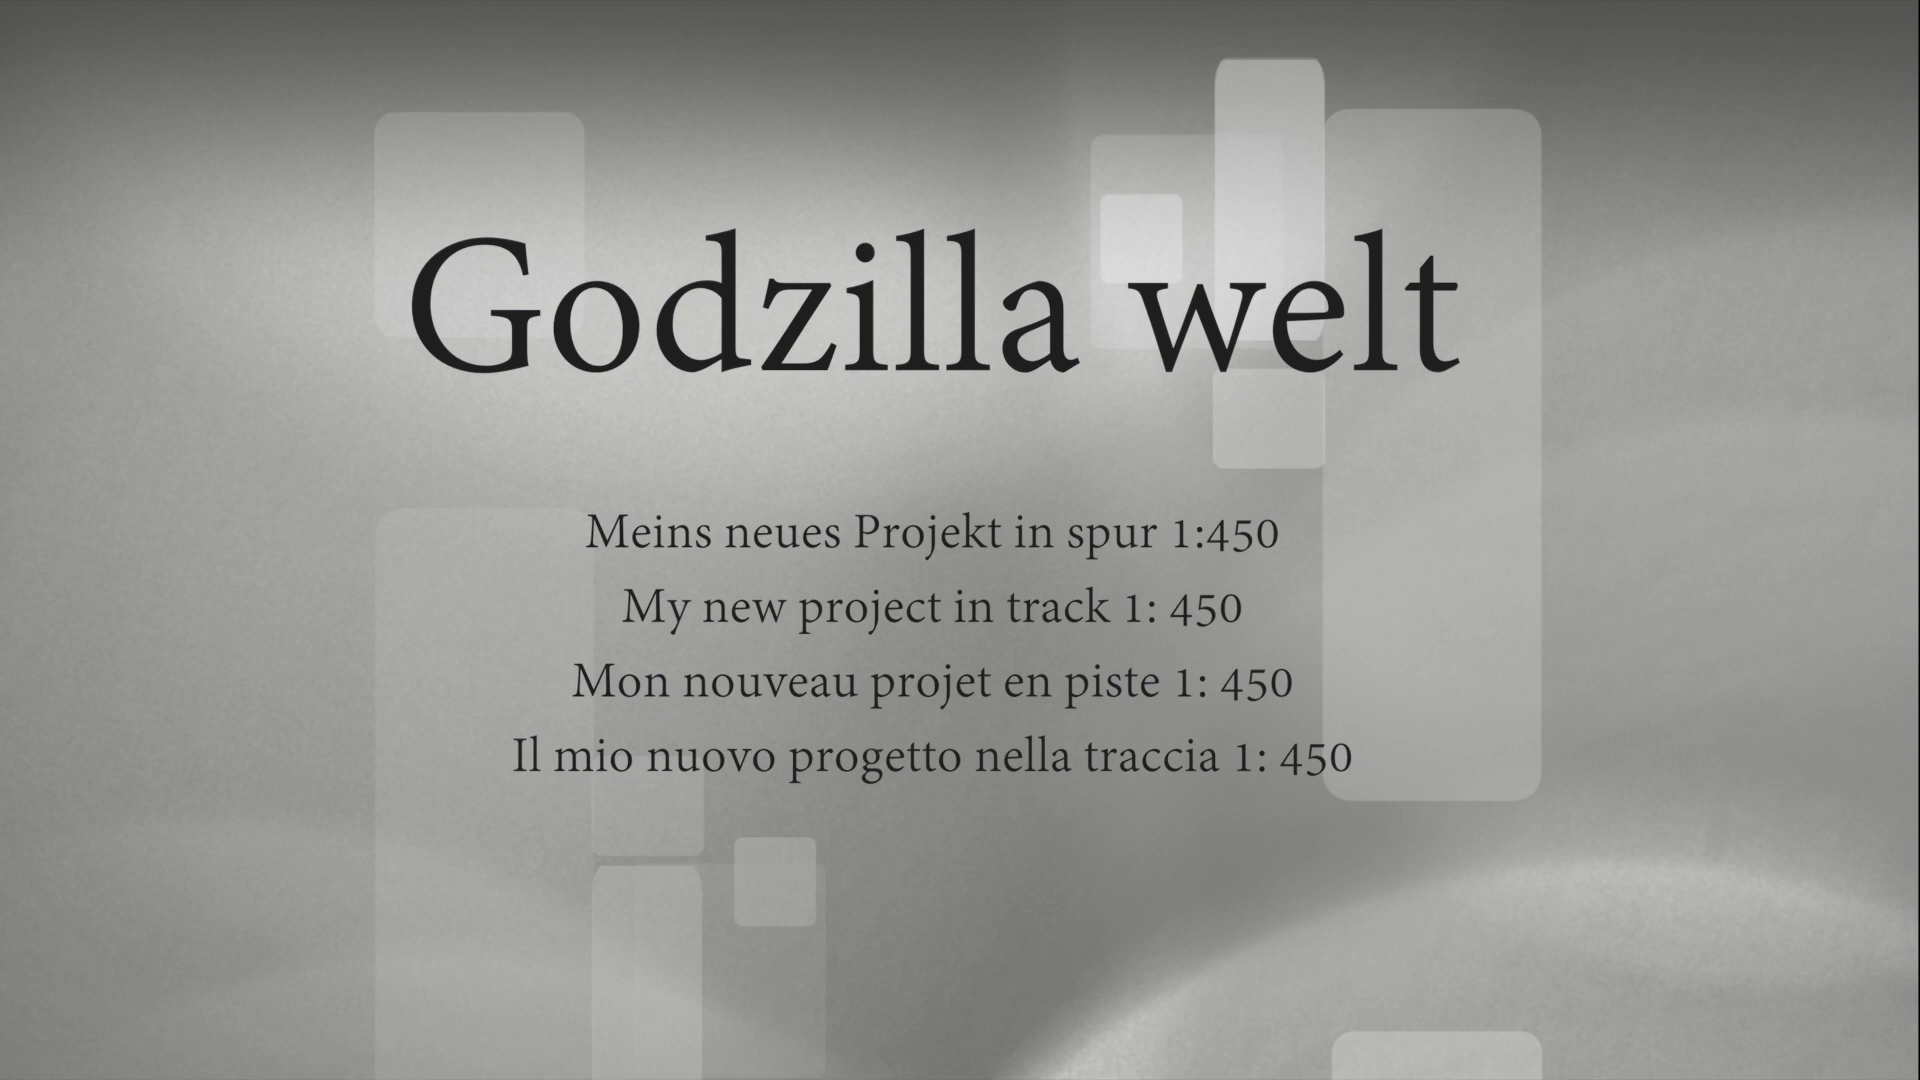 Godzilla welt
Meins neues Projekt in spur 1:450
My new project in track 1: 450
Mon nouveau projet en piste 1: 450
Il mio nuovo progetto nella traccia 1: 450